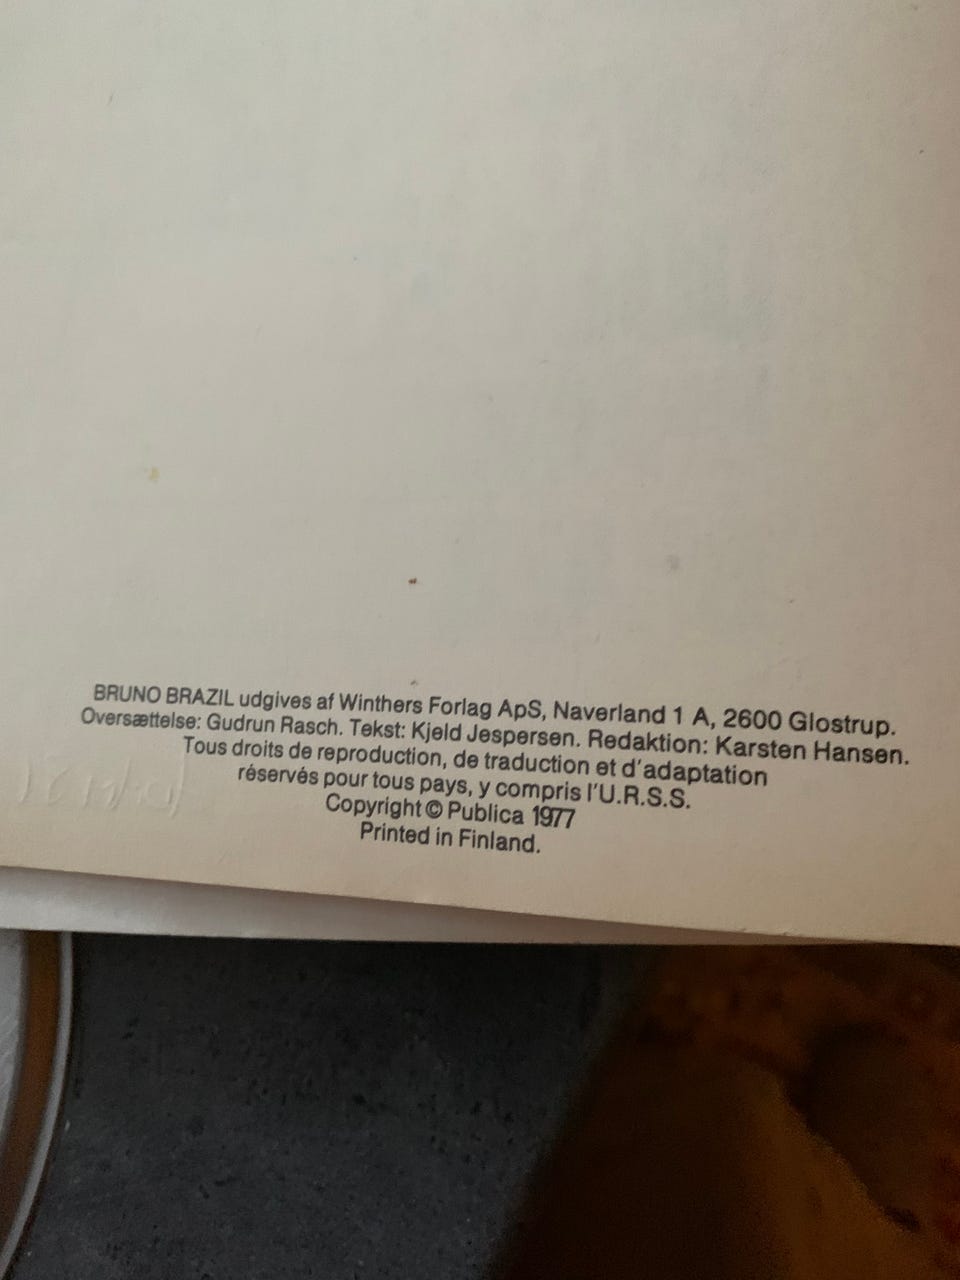 BRUNO BRAZIL udgives af Winthers Forlag ApS, Naverland 1 A, 2600 Glostrup.
Oversættelse: Gudrun Rasch. Tekst: Kjeld Jespersen. Redaktion: Karsten Hansen.
Tous droits de reproduction, de traduction et d'adaptation
réservés pour tous pays, y compris l'U.R.S.S.
Copyright © Publica 1977
Printed in Finland.